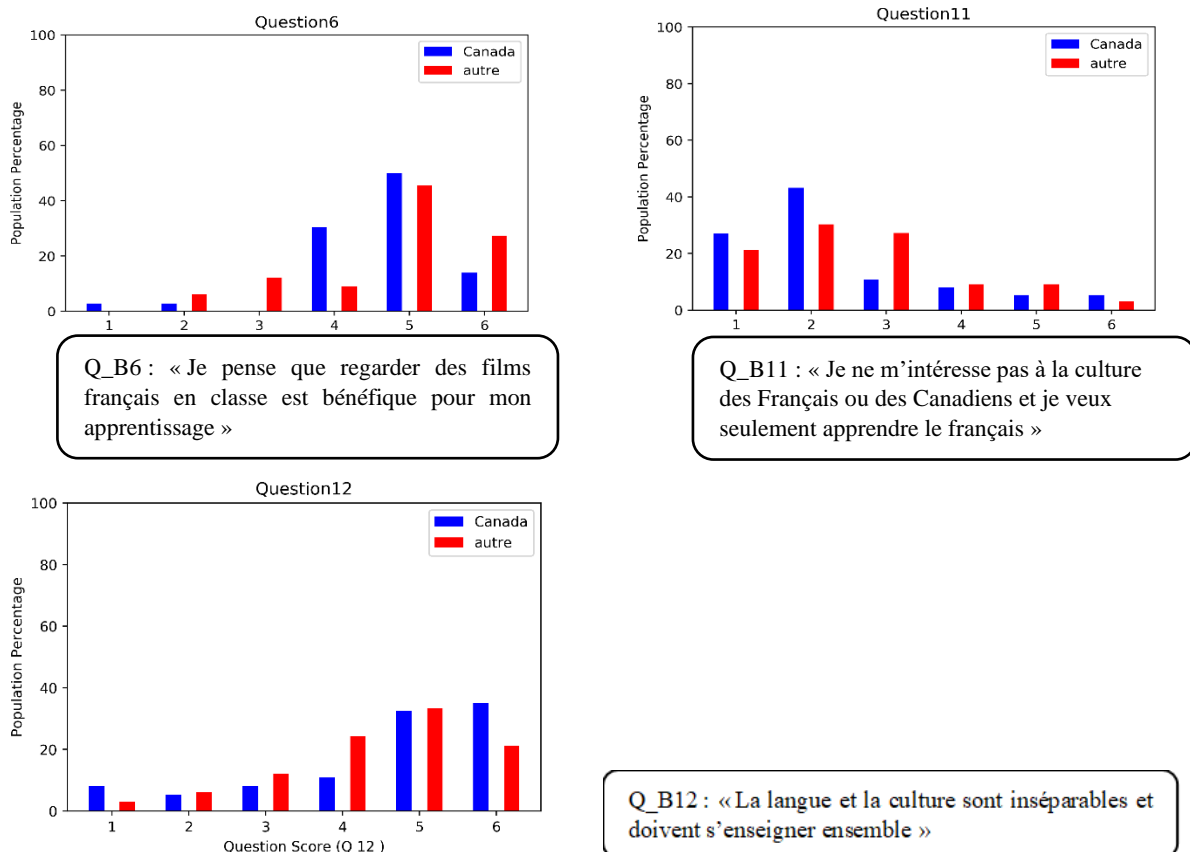 Question6
100
80
60
40
20
0
Population Percentage
Canada
autre
1 2 3 4 5 6
Q_B6 : « Je pense que regarder des films
français en classe est bénéfique pour mon
apprentissage »
Question11
100
80
60
40
20
0
Population Percentage
Canada
autre
1 2 3 4 5 6
Q_B11 : « Je ne m’intéresse pas à la culture
des Français ou des Canadiens et je veux
seulement apprendre le français »
Question12
100
80
60
40
20
0
Population Percentage
Canada
autre
1 2 3 4 5 6
Question Score (Q 12 )
Q_B12 : « La langue et la culture sont inséparables et
doivent s’enseigner ensemble »